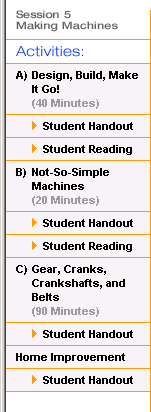 Session 5
Making Machines
Activities:
A) Design, Build, Make
It Go!
(40 Minutes)
Student Handout
Student Reading
B) Not-So-Simple
Machines
(20 Minutes)
Student Handout
Student Reading
C) Gear, Cranks,
Crankshafts, and
Belts
(90 Minutes)
Student Handout
Home Improvement
Student Handout